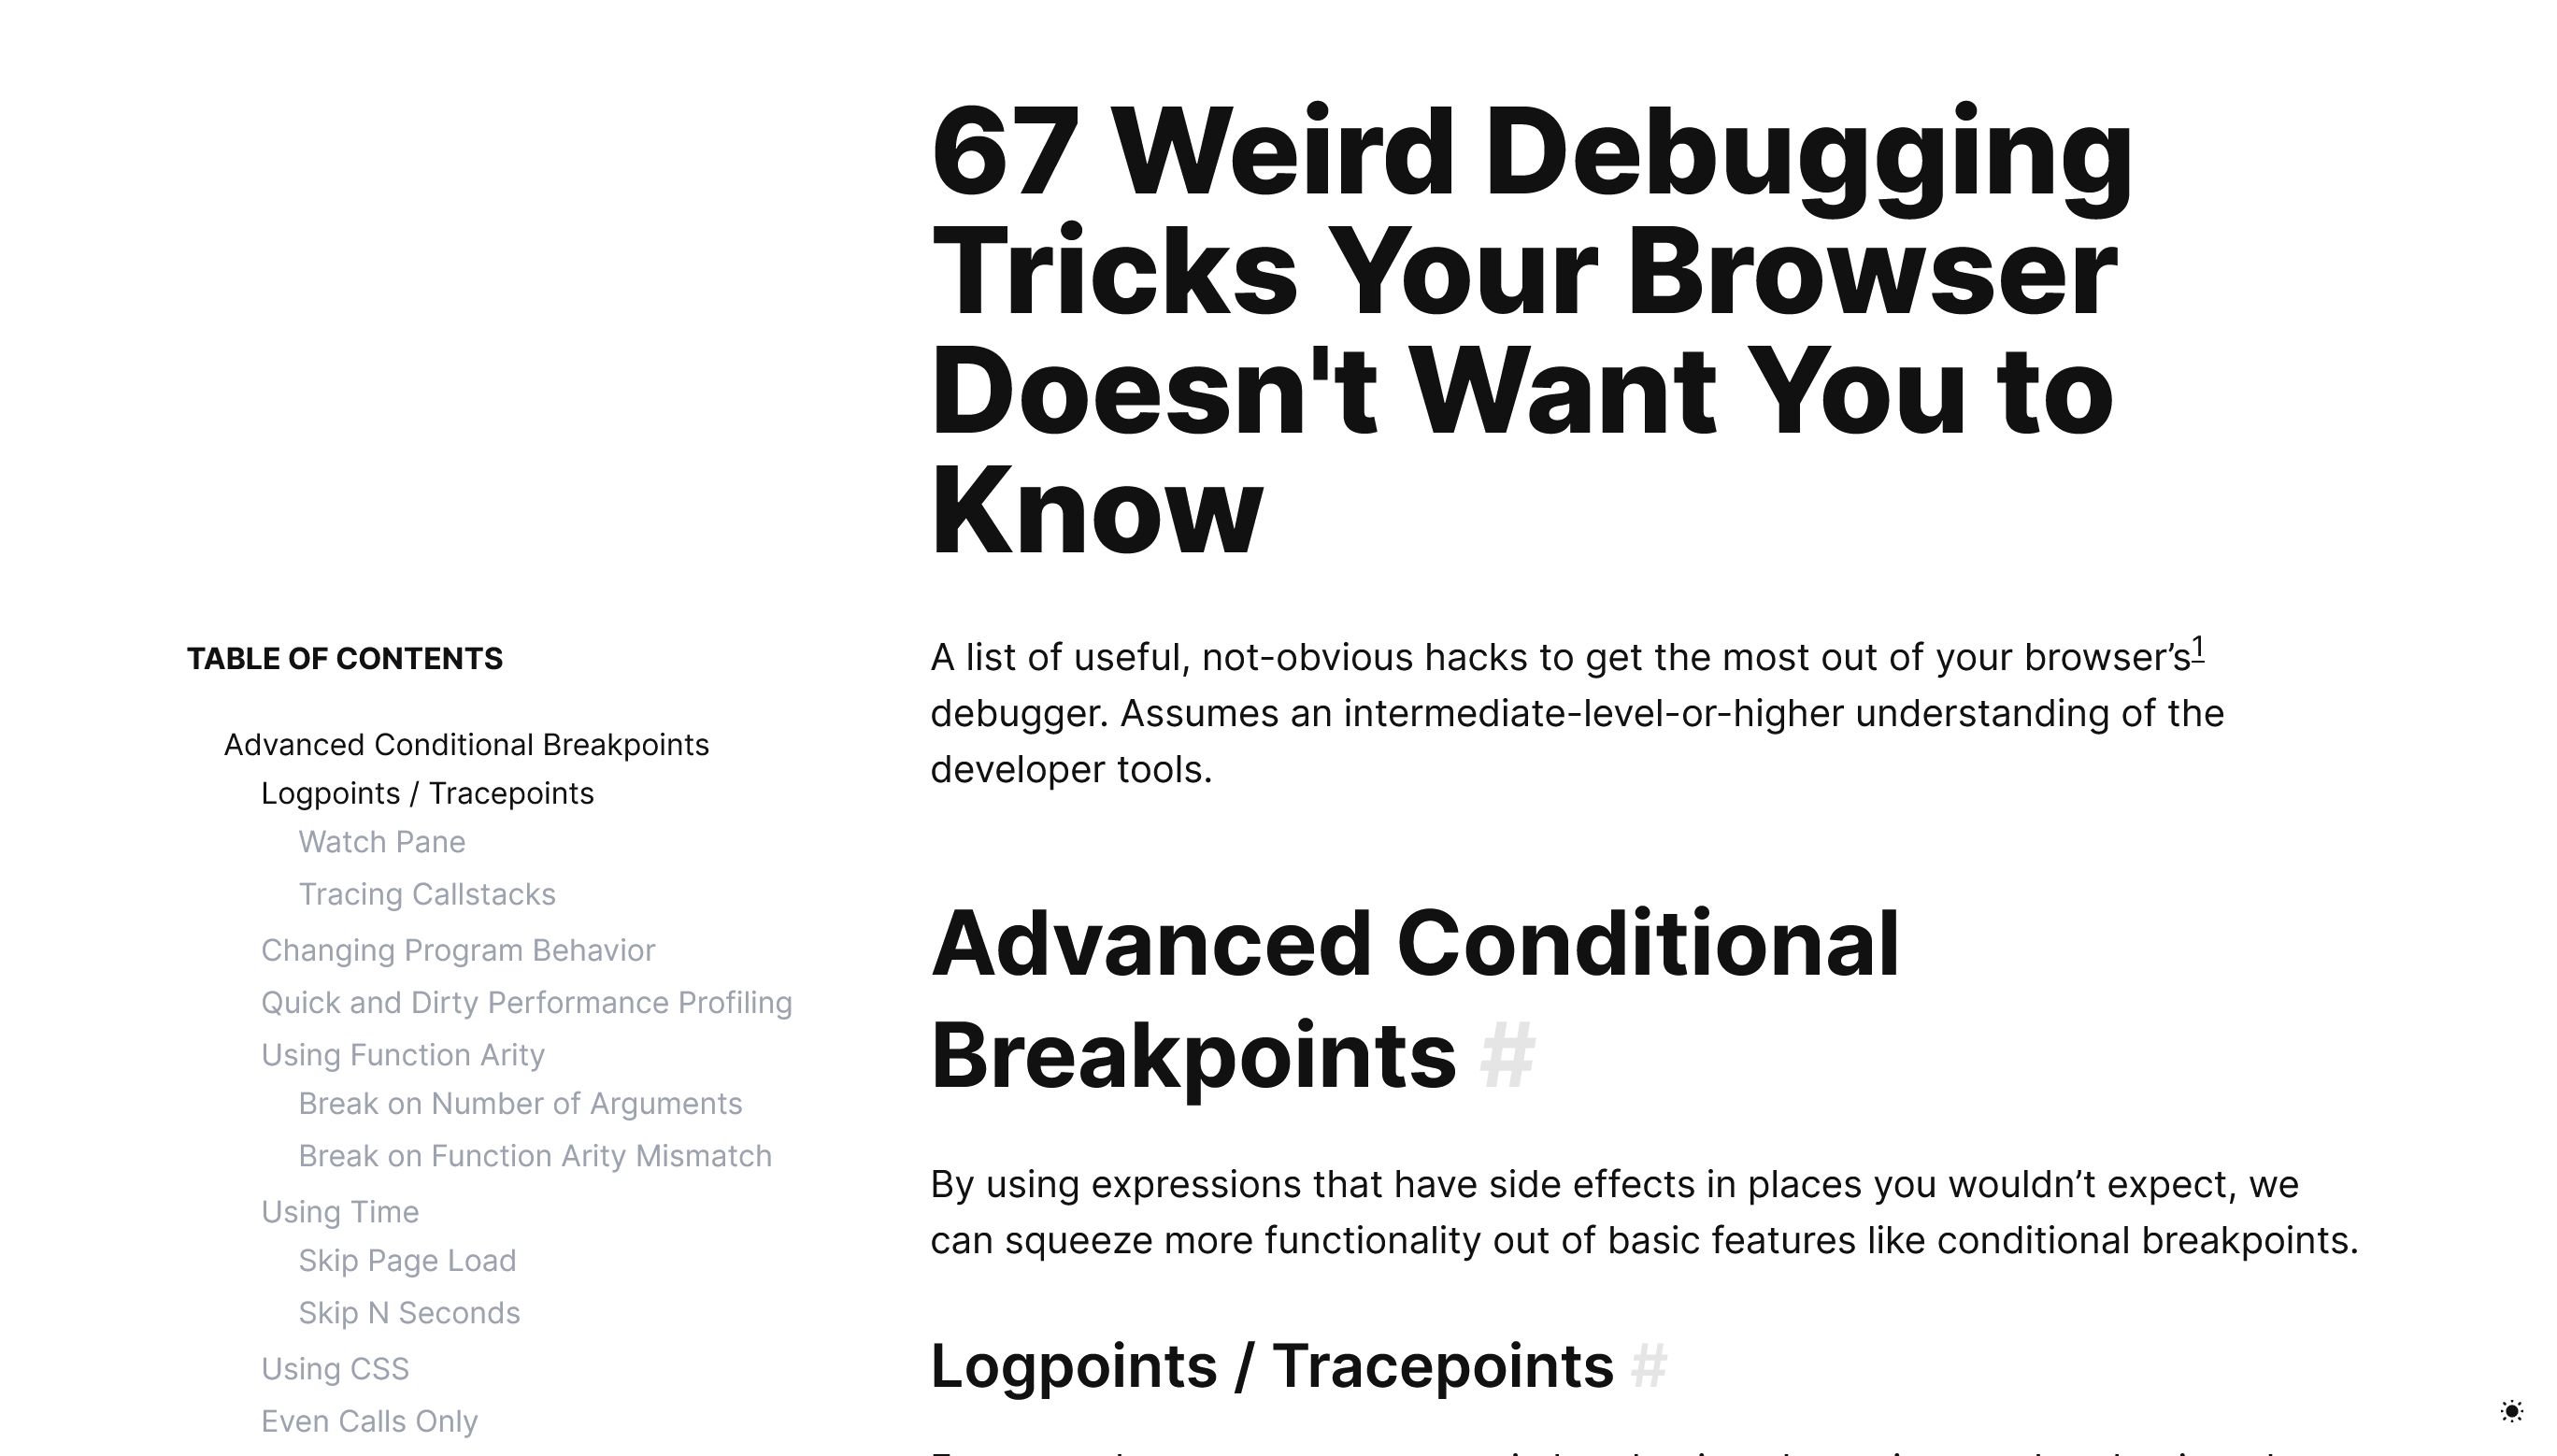 67 Weird Debugging
Tricks Your Browser
Doesn't Want You to
Know
TABLE OF CONTENTS
Advanced Conditional Breakpoints
Logpoints / Tracepoints
Watch Pane
Tracing Callstacks
Changing Program Behavior
Quick and Dirty Performance Profiling
Using Function Arity
Break on Number of Arguments
Break on Function Arity Mismatch
Using Time
Skip Page Load
Skip N Seconds
Using CSS
Even Calls Only
A list of useful, not-obvious hacks to get the most out of your browser’s1
debugger. Assumes an intermediate-level-or-higher understanding of the
developer tools.
Advanced Conditional
Breakpoints #
By using expressions that have side effects in places you wouldn’t expect, we
can squeeze more functionality out of basic features like conditional breakpoints.
Logpoints / Tracepoints #